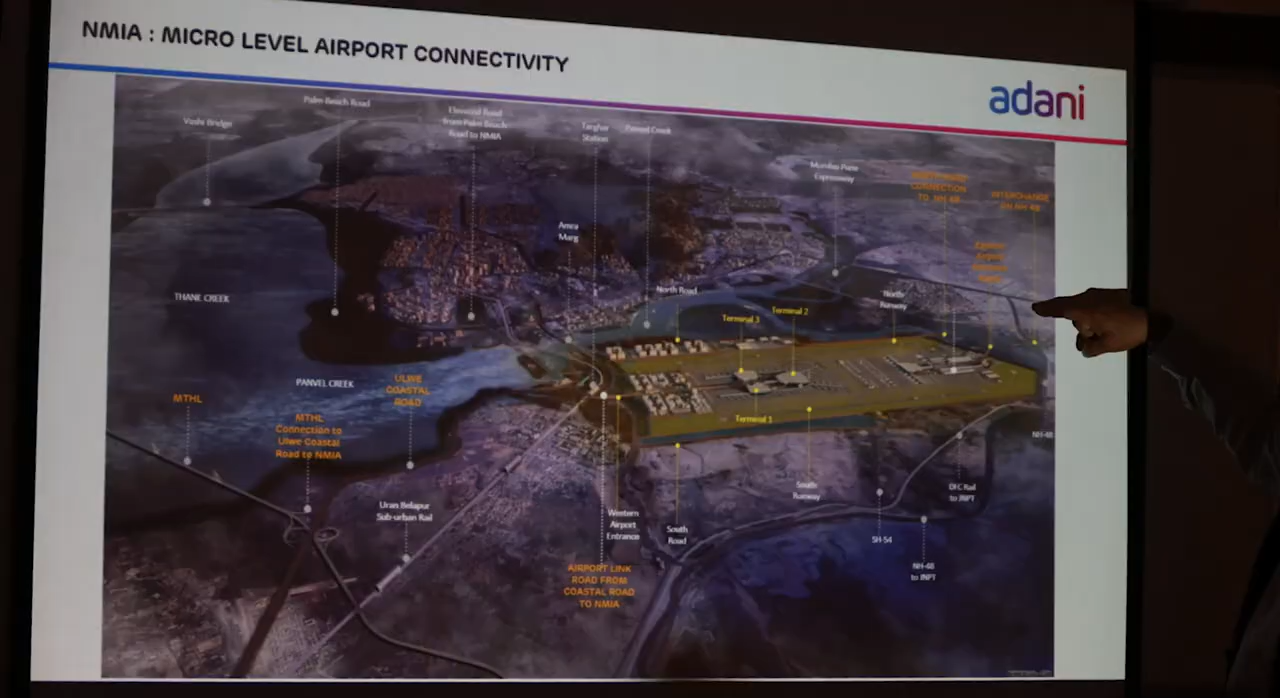 NMIA : MICRO LEVEL AIRPORT CONNECTIVITY
adani
Palm Beach Road
Vashi Bridge
Elevated Road
from Palm Beach
Road to NMIA
Targhar
Station
Panvel Creek
Mumbai Pune
Expressway
CONNECTION
TO NH 48
INTERCHANGE
ON NH 48
Amra
Marg
Eastern
Airport
THANE CREEK
North Road
North
Runway
Terminal 3
Terminal 2
PANVEL CREEK
ULWE
COASTAL
ROAD
MTHL
MTHL
Connection to
Ulwe Coastal
Road to NMIA
Terminal 1
NH-48
South
Runway
DFC Rail
to JNPT
Uran Belapur
Sub-urban Rail
Western
Airport
Entrance
South
Road
SH-54
NH-48
to JNPT
AIRPORT LINK
ROAD FROM
COASTAL ROAD
TO NMIA